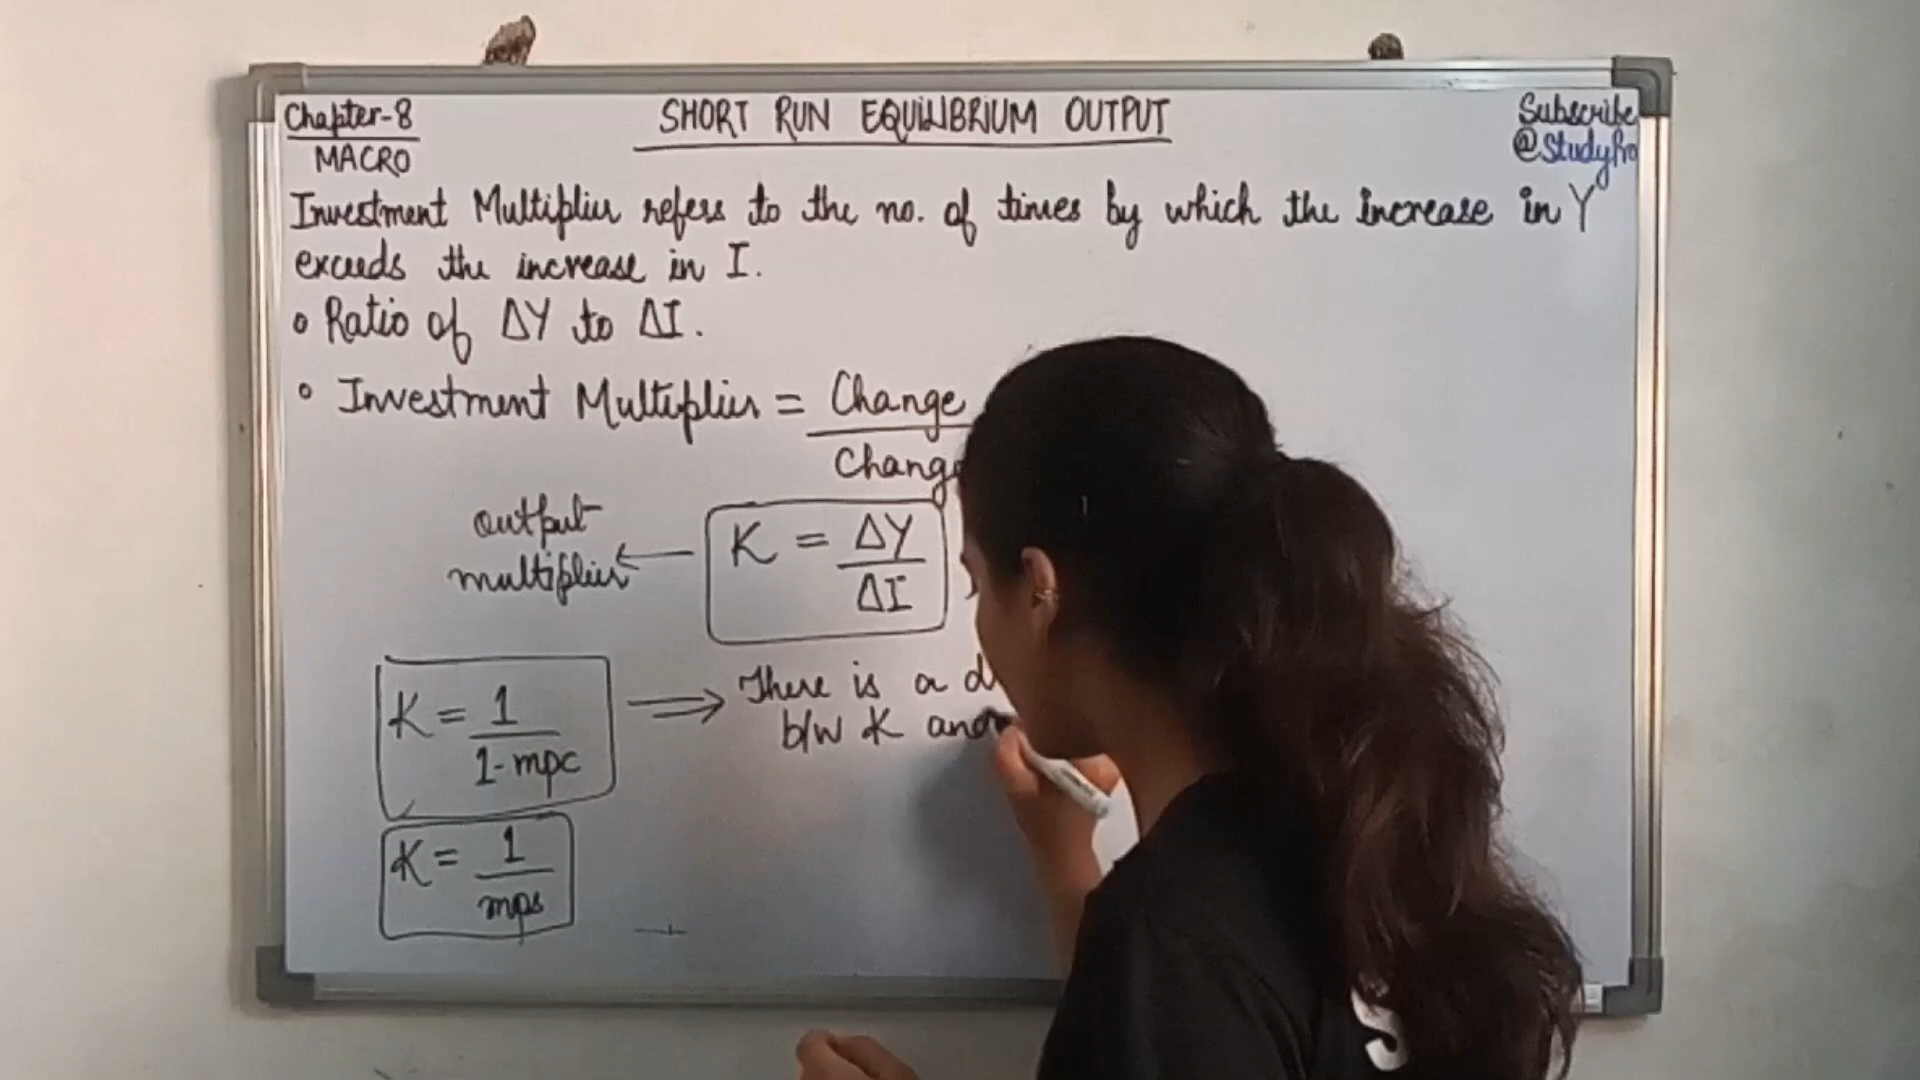 Chapter-8
MACRO
SHORT RUN EQUILIBRIUM OUTPUT
Subscribe
@StudyPro
Investment Multiplier refers to the no. of times by which the increase in Y
exceeds the increase in I.
• Ratio of ΔY to ΔI.
• Investment Multiplier = Change
Change
output
multiplier ← K = ΔY
ΔI
K = 1
1-mpc
⇒ There is a
b/w K and
K = 1
mps
S